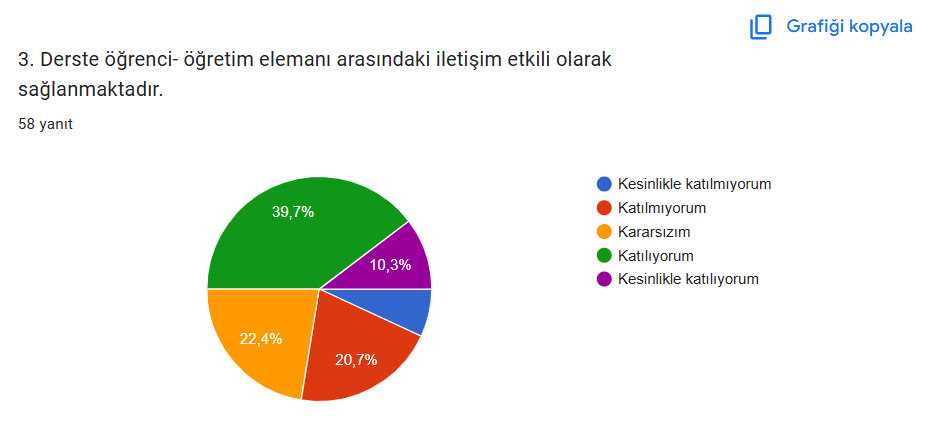 Grafiği kopyala
3. Derste öğrenci- öğretim elemanı arasındaki iletişim etkili olarak
sağlanmaktadır.
58 yanıt
39,7%
10,3%
22,4%
20,7%
Kesinlikle katılmıyorum
Katılmıyorum
Kararsızım
Katılıyorum
Kesinlikle katılıyorum